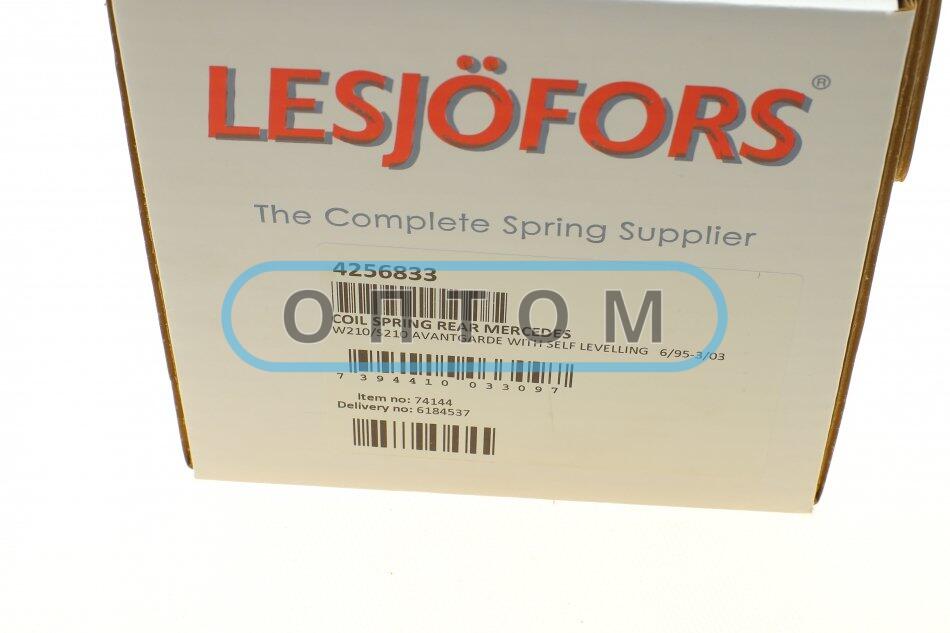 LESJÖFORS®
The Complete Spring Supplier
4256833
ОПТОМ
COIL SPRING REAR MERCEDES
W210/S210 AVANTGARDE WITH SELF LEVELLING 6/95-3/03
7 394410 033097
Item no: 74144
Delivery no: 6184537